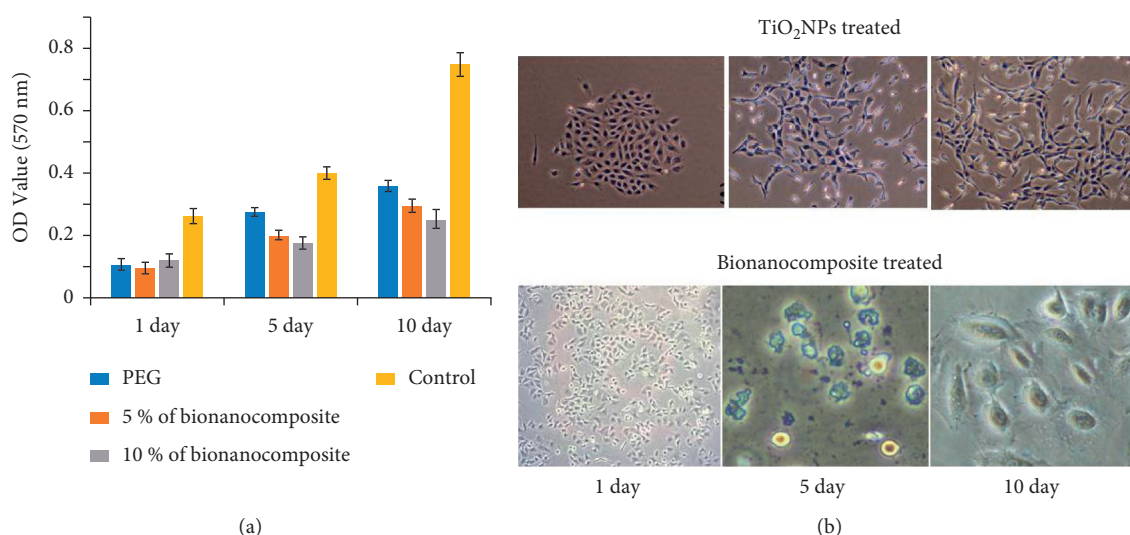 OD Value (570 nm)
0.8
0.6
0.4
0.2
0
1 day
5 day
10 day
PEG
Control
5 % of bionanocomposite
10 % of bionanocomposite
(a)
TiO₂NPs treated
Bionanocomposite treated
1 day
5 day
10 day
(b)